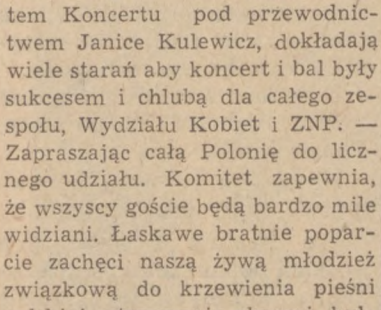 tem Koncertu pod przewodnic-
twem Janice Kulewicz, dokładają
wiele starań aby koncert i bal były
sukcesem i chlubą dla całego ze-
społu, Wydziału Kobiet i ZNP. —
Zapraszając całą Polonię do licz-
nego udziału. Komitet zapewnia,
że wszyscy goście będą bardzo mile
widziani. Łaskawe bratnie popar-
cie zachęci naszą żywą młodzież
związkową do krzewienia pieśni